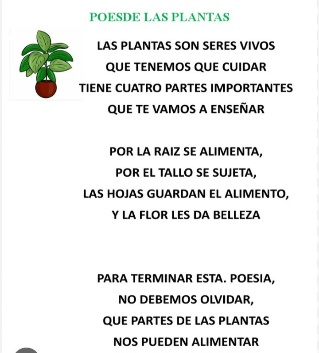 POESDE LAS PLANTAS
LAS PLANTAS SON SERES VIVOS
QUE TENEMOS QUE CUIDAR
TIENE CUATRO PARTES IMPORTANTES
QUE TE VAMOS A ENSEÑAR
POR LA RAIZ SE ALIMENTA,
POR EL TALLO SE SUJETA,
LAS HOJAS GUARDAN EL ALIMENTO,
Y LA FLOR LES DA BELLEZA
PARA TERMINAR ESTA. POESIA,
NO DEBEMOS OLVIDAR,
QUE PARTES DE LAS PLANTAS
NOS PUEDEN ALIMENTAR